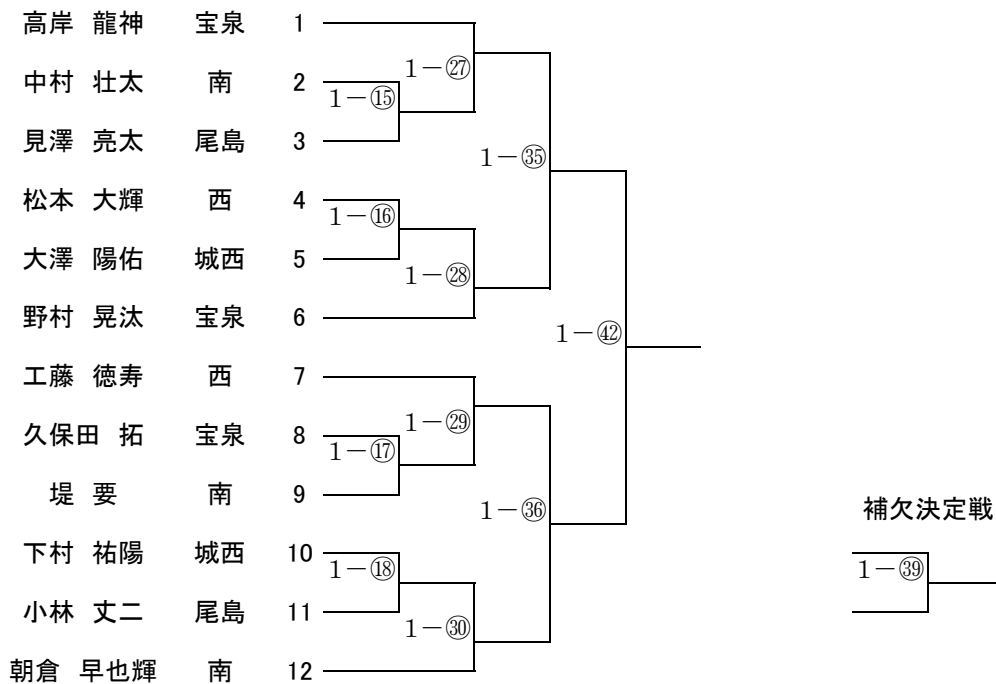 高岸 龍神 宝泉 1
1－㉗
中村 壮太 南 2
1－⑮
見澤 亮太 尾島 3
1－㉟
松本 大輝 西 4
1－⑯
大澤 陽佑 城西 5
1－㉘
野村 晃汰 宝泉 6
1－㊷
工藤 徳寿 西 7
1－㉙
久保田 拓 宝泉 8
1－⑰
堤 要 南 9
1－㊱
補欠決定戦
下村 祐陽 城西 10
1－⑱
1－㊴
小林 丈二 尾島 11
1－㉚
朝倉 早也輝 南 12